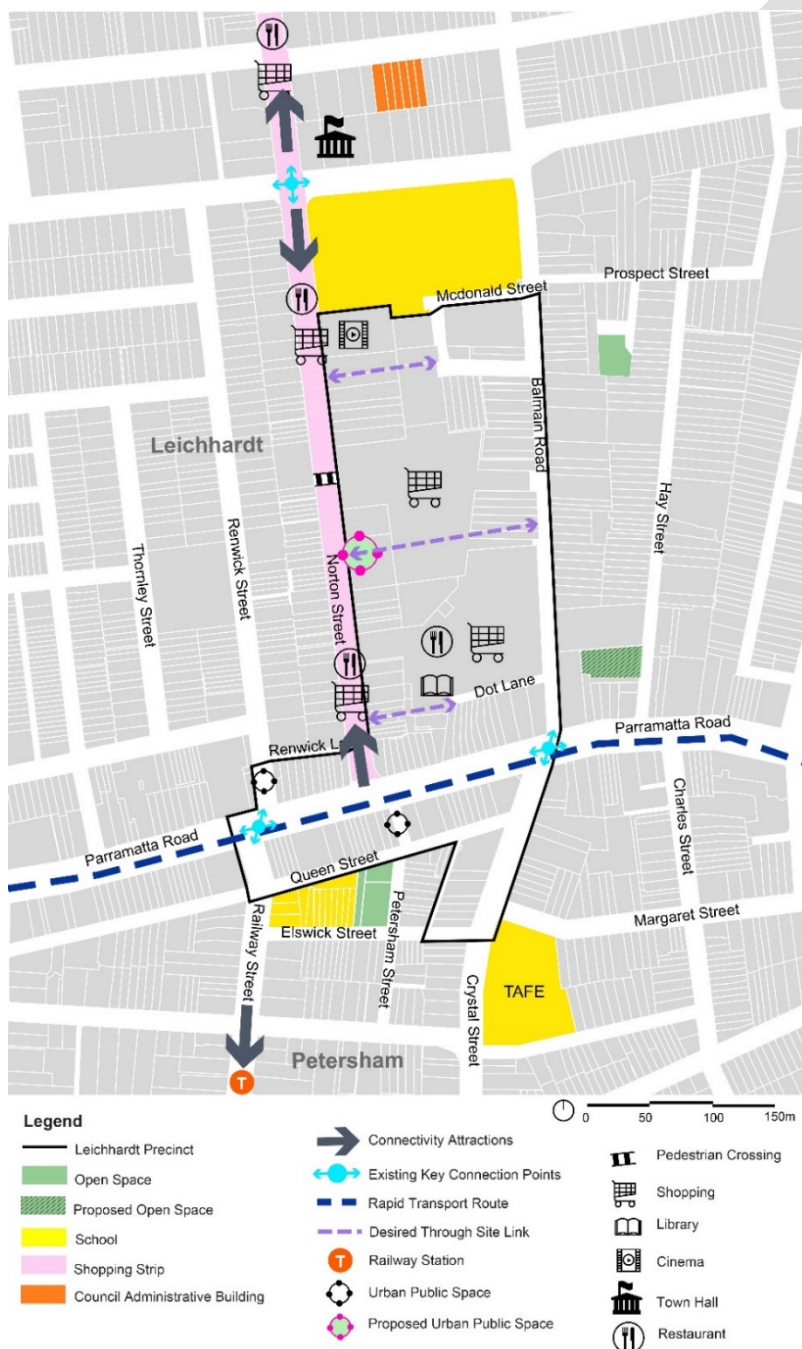 Mcdonald Street
Prospect Street
Leichhardt
Balmain Road
Hay Street
Thornley Street
Renwick Street
Norton Street
Dot Lane
Renwick L
Parramatta Road
Parramatta Road
Queen Street
Charles Street
Railway Street
Elswick Street
Petersham Street
Margaret Street
Crystal Street
TAFE
Petersham
T
Legend
Leichhardt Precinct
Open Space
Proposed Open Space
School
Shopping Strip
Council Administrative Building
Connectivity Attractions
Existing Key Connection Points
Rapid Transport Route
Desired Through Site Link
T
Railway Station
Urban Public Space
Proposed Urban Public Space
0 50 100 150m
Pedestrian Crossing
Shopping
Library
Cinema
Town Hall
Restaurant